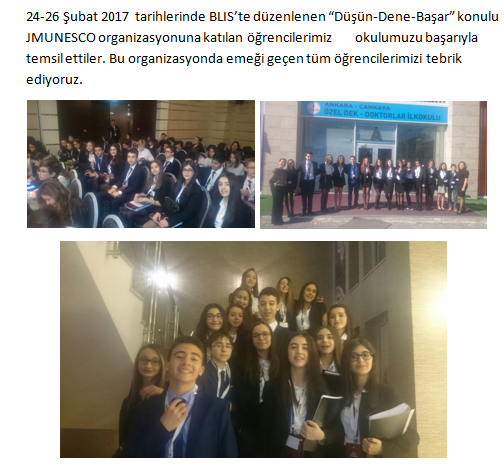 24-26 Şubat 2017 tarihlerinde BLIS’te düzenlenen “Düşün-Dene-Başar” konulu
JMUNESCO organizasyonuna katılan öğrencilerimiz okulumuzu başarıyla
temsil ettiler. Bu organizasyonda emeği geçen tüm öğrencilerimizi tebrik
ediyoruz.
ANKARA - ÇANKAYA
ÖZEL DEK - DOKTORLAR İLKOKULU